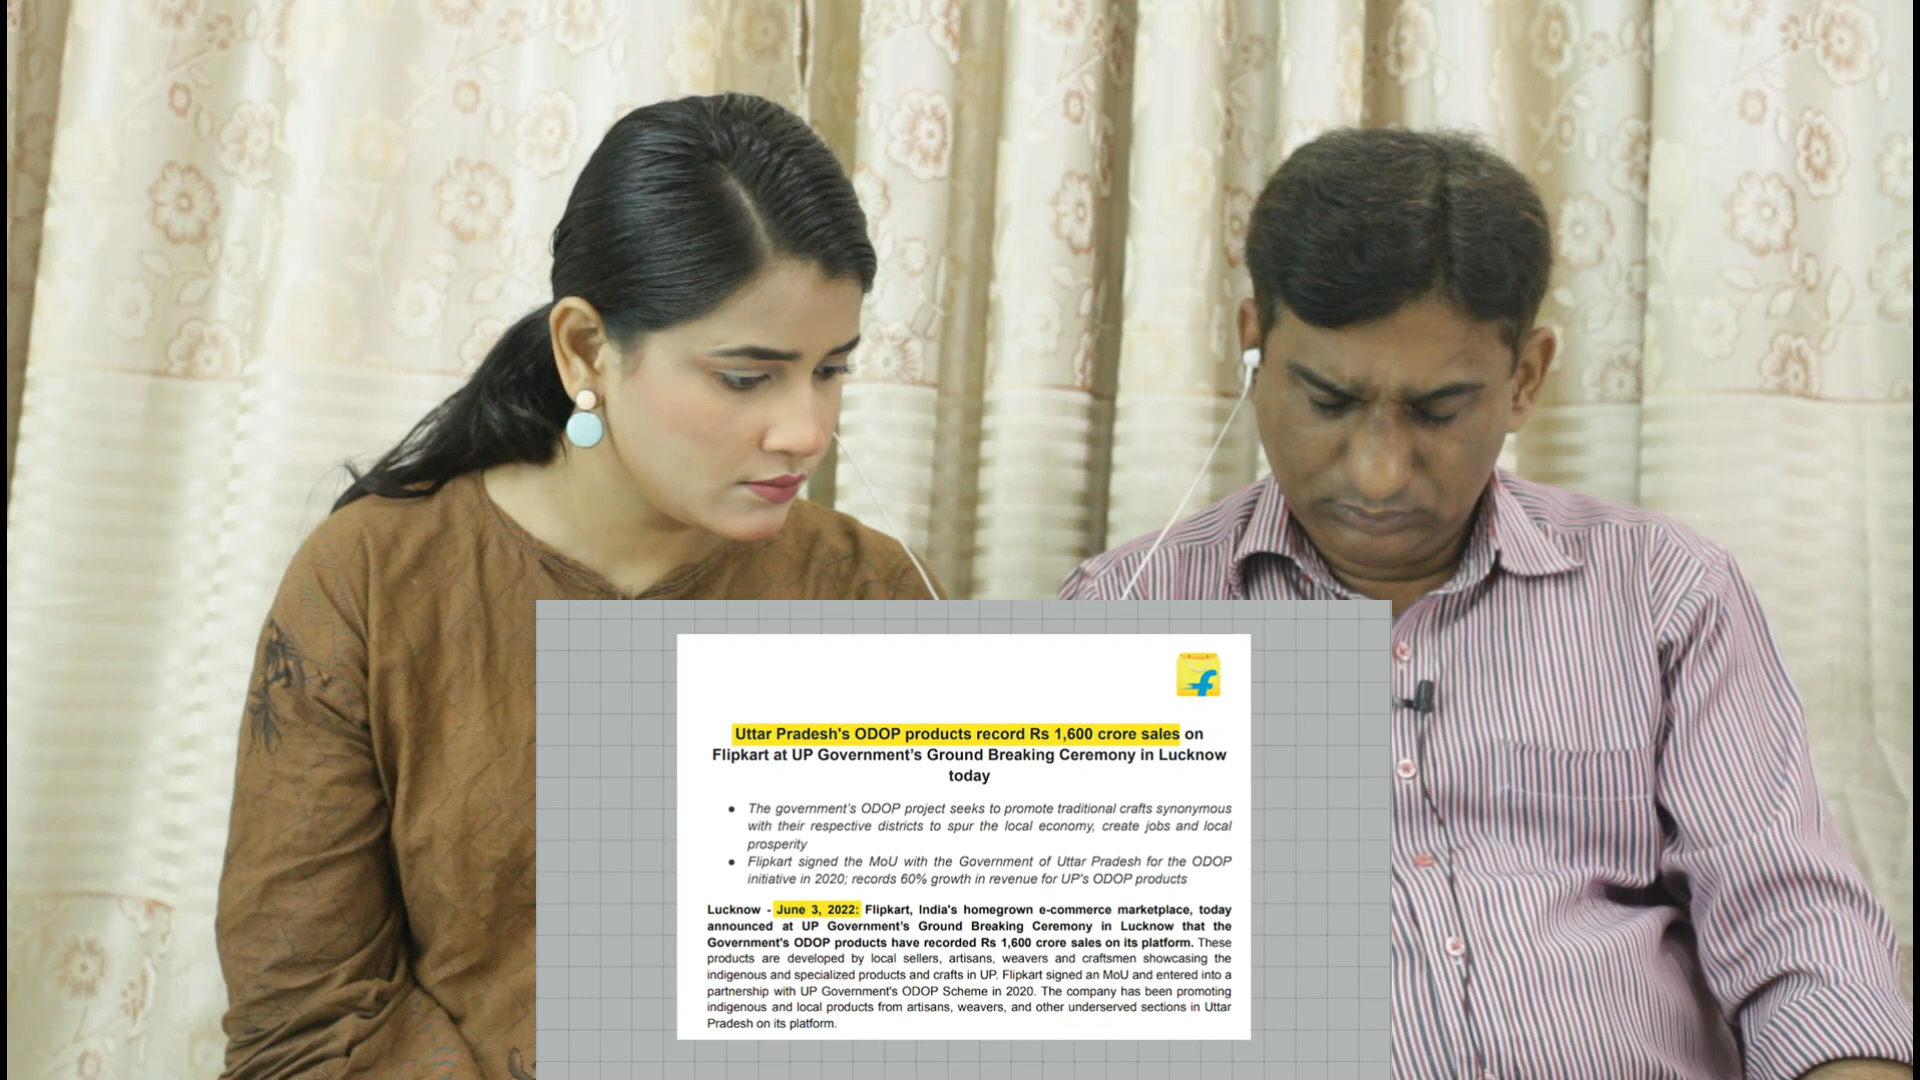 Uttar Pradesh's ODOP products record Rs 1,600 crore sales on
Flipkart at UP Government's Ground Breaking Ceremony in Lucknow
today
● The government's ODOP project seeks to promote traditional crafts synonymous
with their respective districts to spur the local economy, create jobs and local
prosperity
● Flipkart signed the MoU with the Government of Uttar Pradesh for the ODOP
initiative in 2020; records 60% growth in revenue for UP's ODOP products
Lucknow - June 3, 2022: Flipkart, India's homegrown e-commerce marketplace, today
announced at UP Government's Ground Breaking Ceremony in Lucknow that the
Government's ODOP products have recorded Rs 1,600 crore sales on its platform. These
products are developed by local sellers, artisans, weavers and craftsmen showcasing the
indigenous and specialized products and crafts in UP. Flipkart signed an MoU and entered into a
partnership with UP Government's ODOP Scheme in 2020. The company has been promoting
indigenous and local products from artisans, weavers, and other underserved sections in Uttar
Pradesh on its platform.